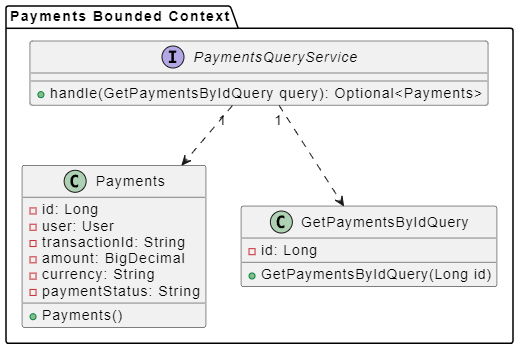 Payments Bounded Context
I PaymentsQueryService
handle(GetPaymentsByIdQuery query): Optional<Payments>
1 1
C Payments
id: Long
user: User
transactionId: String
amount: BigDecimal
currency: String
paymentStatus: String
Payments()
C GetPaymentsByIdQuery
id: Long
GetPaymentsByIdQuery(Long id)